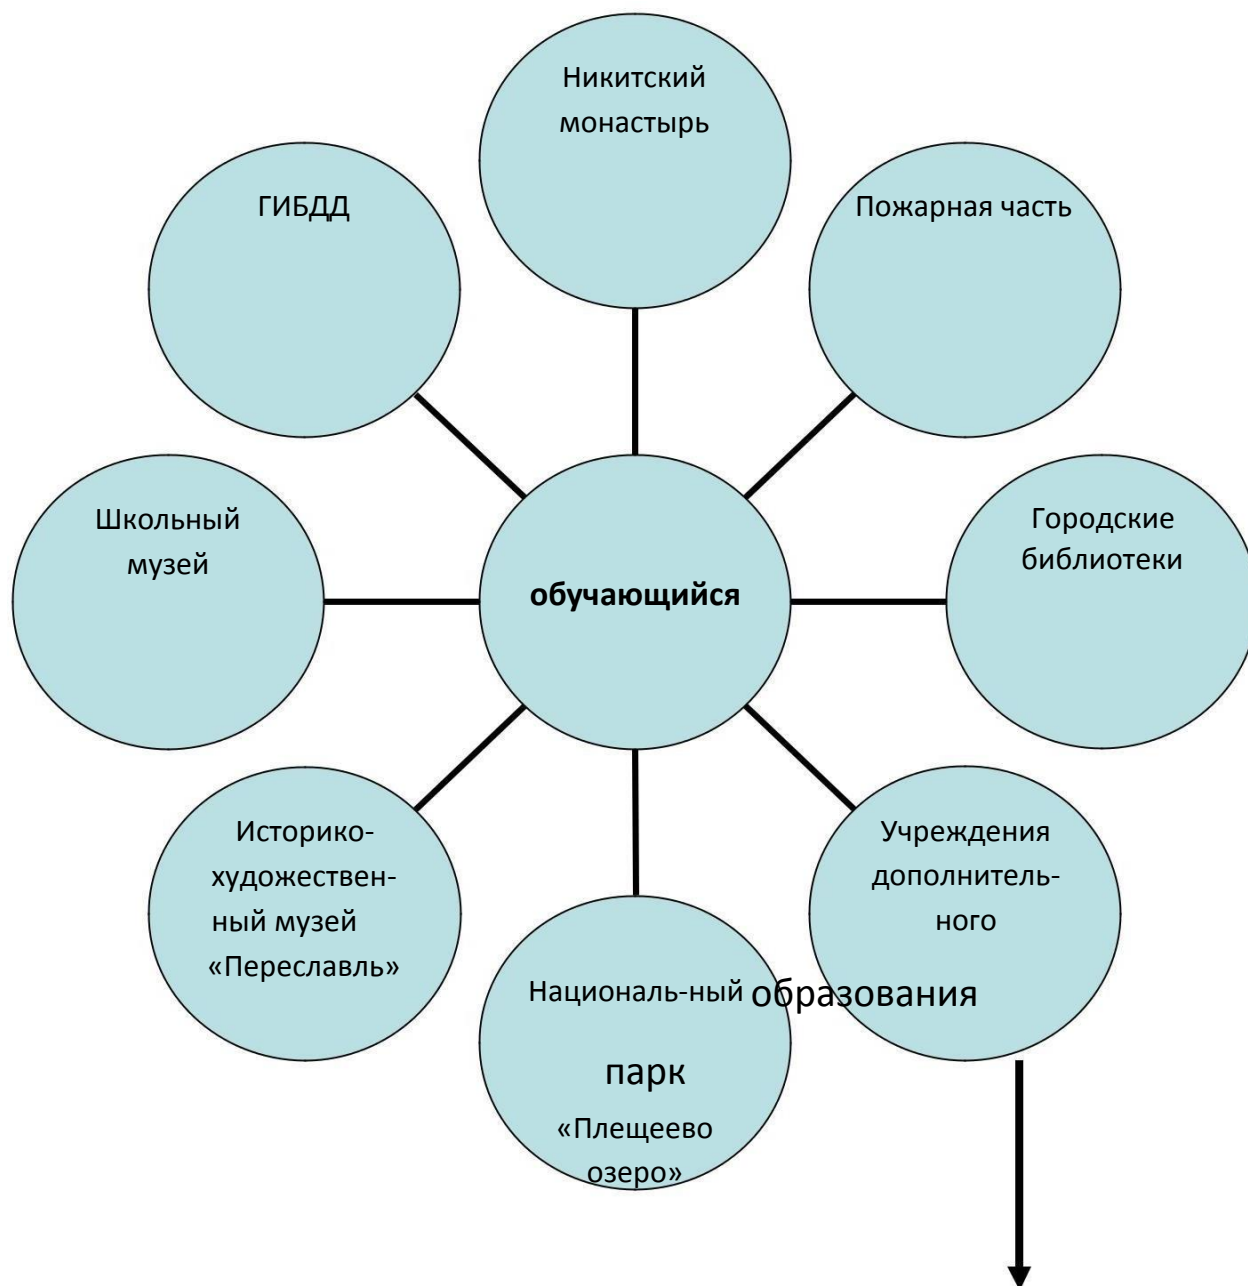 Никитский
монастырь
ГИБДД
Пожарная часть
Школьный
музей
Городские
библиотеки
обучающийся
Историко-
художествен-
ный музей
«Переславль»
Учреждения
дополнитель-
ного
образования
Националь-ный
парк
«Плещеево
озеро»